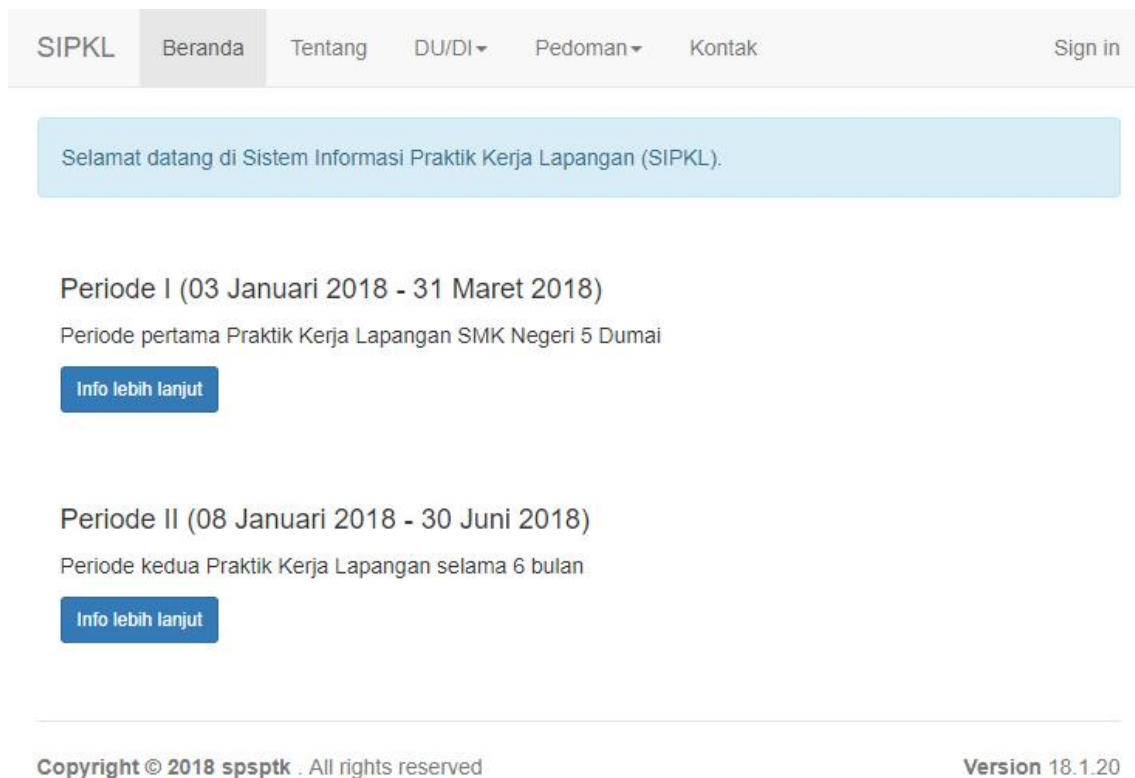 SIPKL Beranda Tentang DU/DI Pedoman Kontak Sign in
Selamat datang di Sistem Informasi Praktik Kerja Lapangan (SIPKL).
Periode I (03 Januari 2018 - 31 Maret 2018)
Periode pertama Praktik Kerja Lapangan SMK Negeri 5 Dumai
Info lebih lanjut
Periode II (08 Januari 2018 - 30 Juni 2018)
Periode kedua Praktik Kerja Lapangan selama 6 bulan
Info lebih lanjut
Copyright © 2018 spsptk . All rights reserved Version 18.1.20